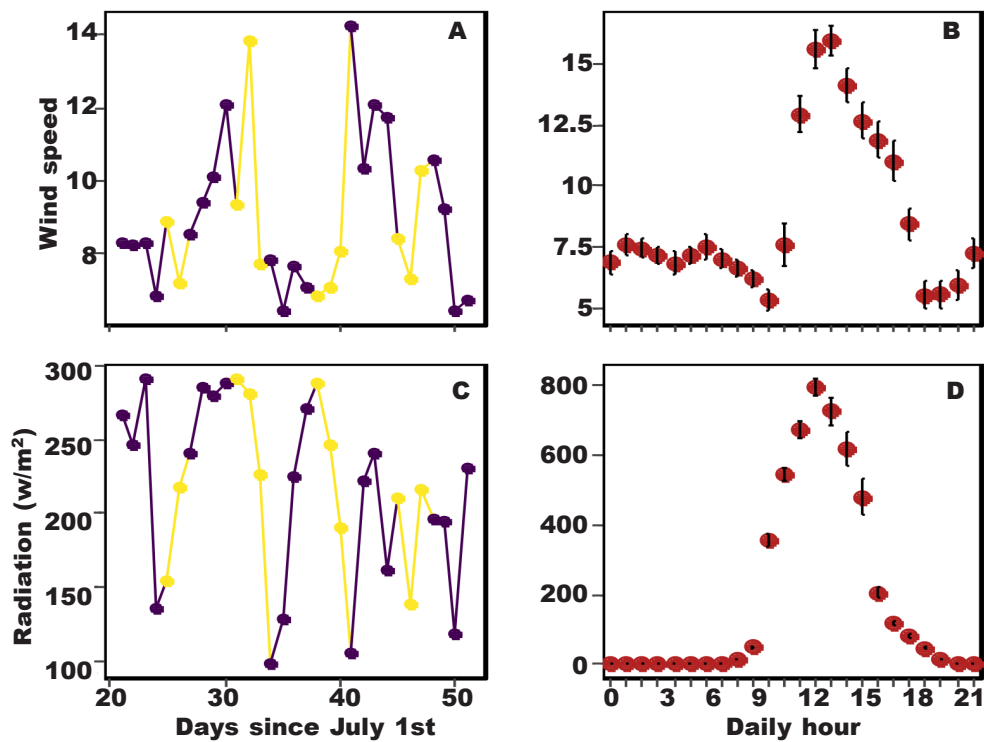 A
14
12
10
8
Wind speed
B
15
12.5
10
7.5
5
C
300
250
200
150
100
Radiation (w/m²)
20 30 40 50
Days since July 1st
D
800
600
400
200
0
0 3 6 9 12 15 18 21
Daily hour